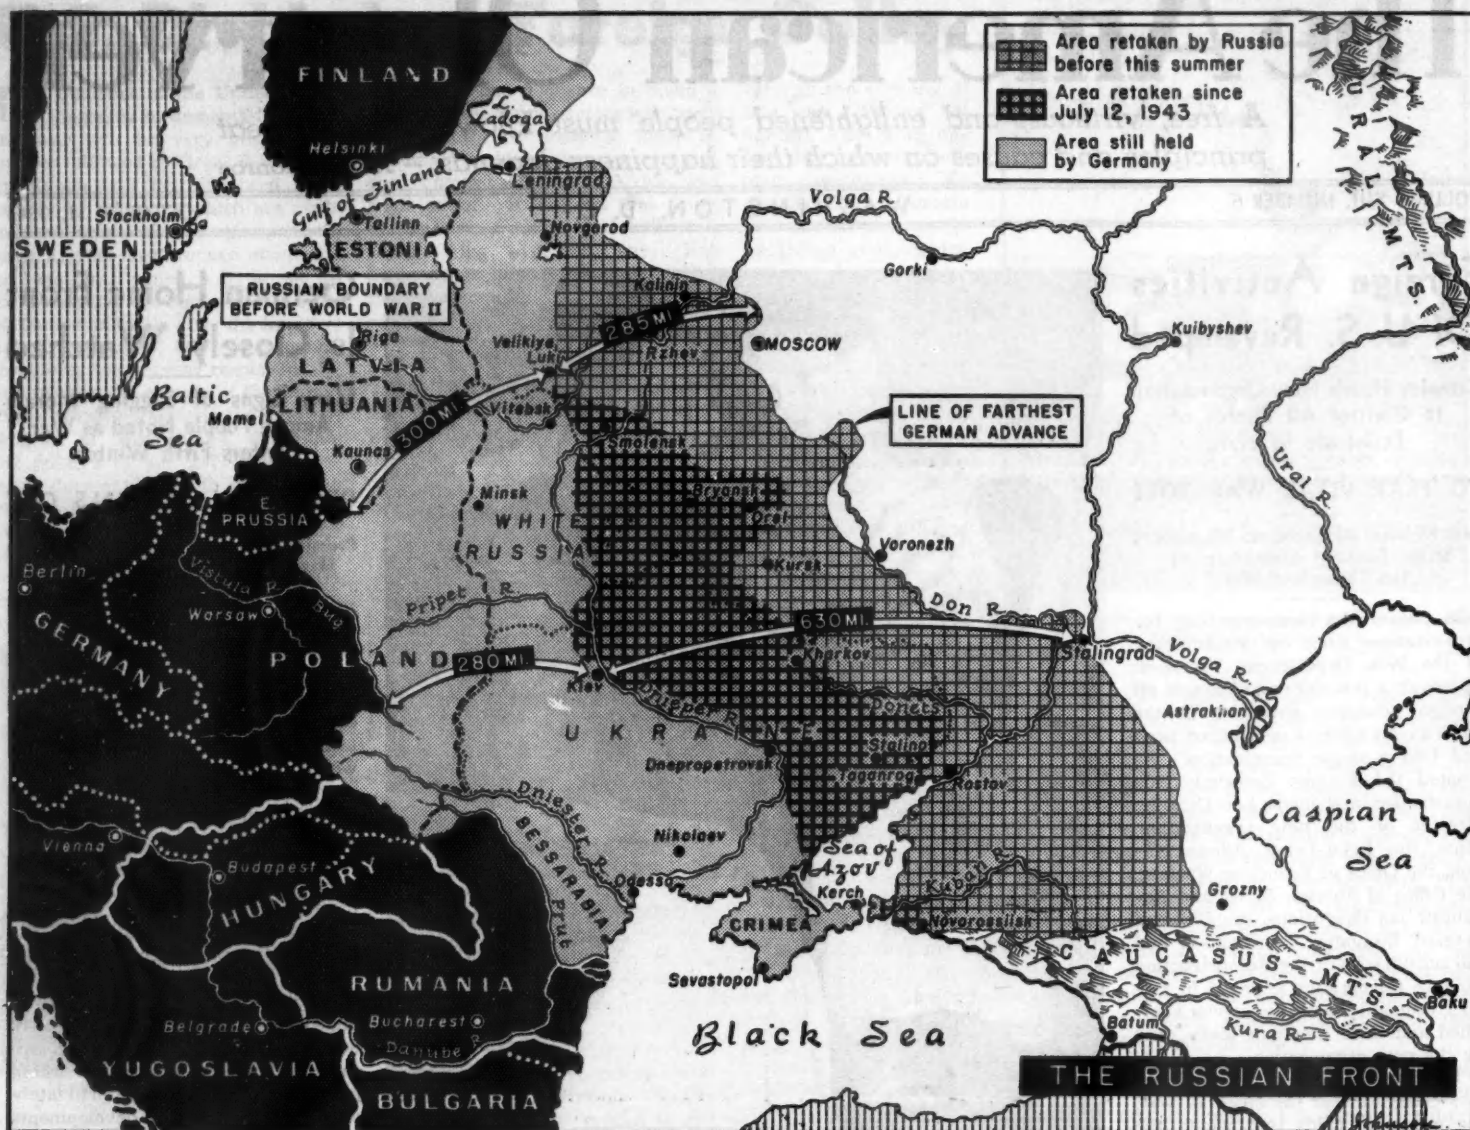 Area retaken by Russia
before this summer
Area retaken since
July 12, 1943
Area still held
by Germany
FINLAND
L.
Ladoga
Helsinki
Gulf of Finland
Leningrad
Tallinn
Stockholm
SWEDEN
ESTONIA
Novgorod
Volga R.
Gorki
URAL MTS.
RUSSIAN BOUNDARY
BEFORE WORLD WAR II
Kalinin
285 MI.
Kuibyshev
Riga
Velikiye
Luki
Rzhev
MOSCOW
LATVIA
Baltic
Sea
LITHUANIA
Memel
300 MI.
Vitebsk
LINE OF FARTHEST
GERMAN ADVANCE
Smolensk
Kaunas
Ural R.
E.
PRUSSIA
Minsk
WHITE
RUSSIA
Bryansk
Orel
Voronezh
Berlin
Vistula R.
Bug
Kursk
Warsaw
Pripet R.
Don R.
630 MI.
GERMANY
POLAND
280 MI.
Kharkov
Stalingrad
Volga R.
Kiev
Dnieper R.
Donets
Astrakhan
UKRAINE
Stalino
Dnepropetrovsk
Taganrog
Rostov
Dniester R.
Caspian
Sea
Vienna
BESSARABIA
Nikolaev
Sea of
Azov
Budapest
HUNGARY
Odessa
Kerch
Kuban R.
Grozny
Prut
CRIMEA
Novorossiisk
CAUCASUS MTS.
RUMANIA
Sevastopol
Baku
Belgrade
Bucharest
Black Sea
Batum
Kura R.
Danube R.
YUGOSLAVIA
THE RUSSIAN FRONT
BULGARIA
Johnson